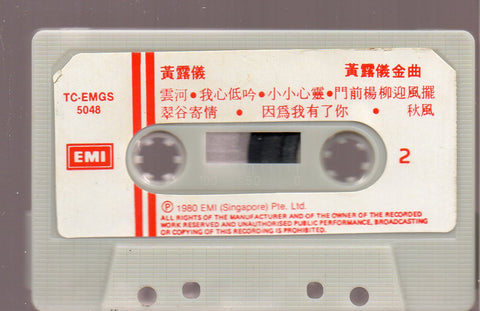 黃露儀 黃露儀金曲
TC-EMGS 雲河•我心低吟•小小心靈•門前楊柳迎風擺
5048 翠谷寄情 • 因爲我有了你 • 秋風
EMI
2
Ⓟ 1980 EMI (Singapore) Pte. Ltd.
ALL RIGHTS OF THE MANUFACTURER AND OF THE OWNER OF THE RECORDED
WORK RESERVED AND UNAUTHORISED PUBLIC PERFORMANCE, BROADCASTING
OR COPYING OF THIS RECORDING IS PROHIBITED.